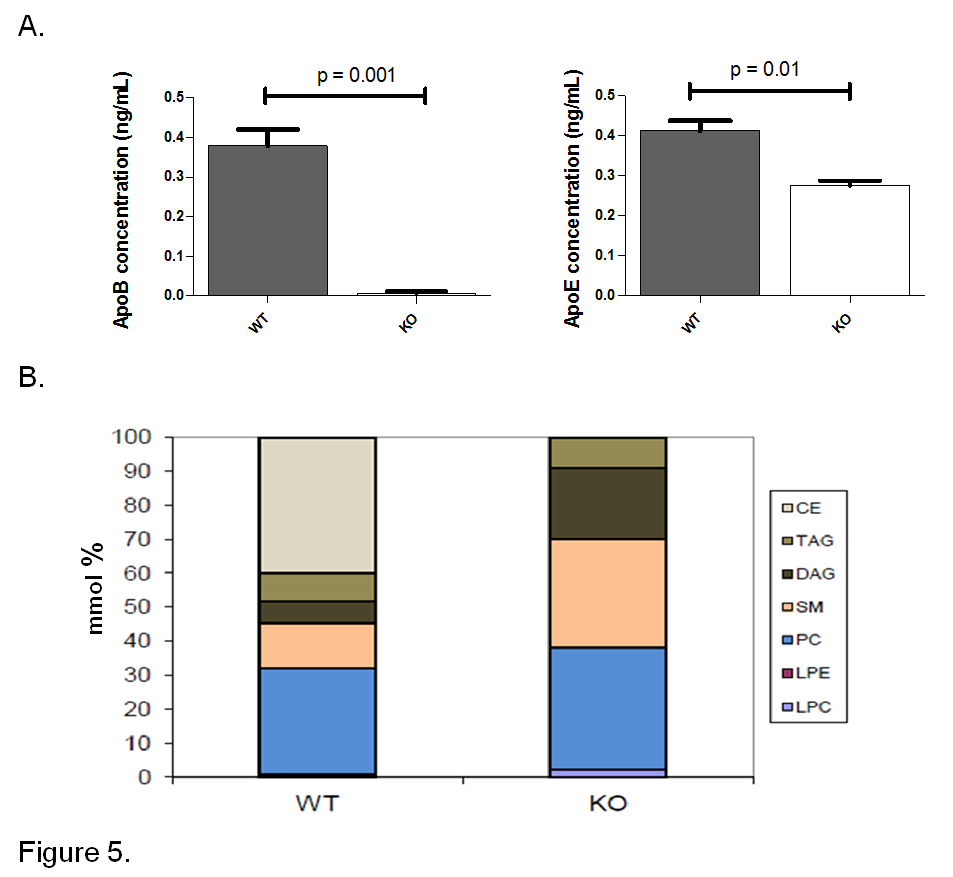 A.
p = 0.001
ApoB concentration (ng/mL)
0.5
0.4
0.3
0.2
0.1
0.0
WT
KO
p = 0.01
ApoE concentration (ng/mL)
0.5
0.4
0.3
0.2
0.1
0.0
WT
KO
B.
mmol %
100
90
80
70
60
50
40
30
20
10
0
WT
KO
CE
TAG
DAG
SM
PC
LPE
LPC
Figure 5.